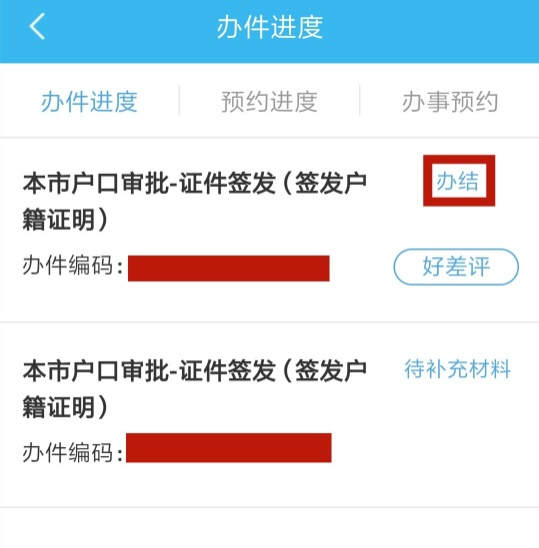 办件进度
办件进度 预约进度 办事预约
本市户口审批-证件签发（签发户 办结
籍证明）
办件编码: 好差评
本市户口审批-证件签发（签发户 待补充材料
籍证明）
办件编码: